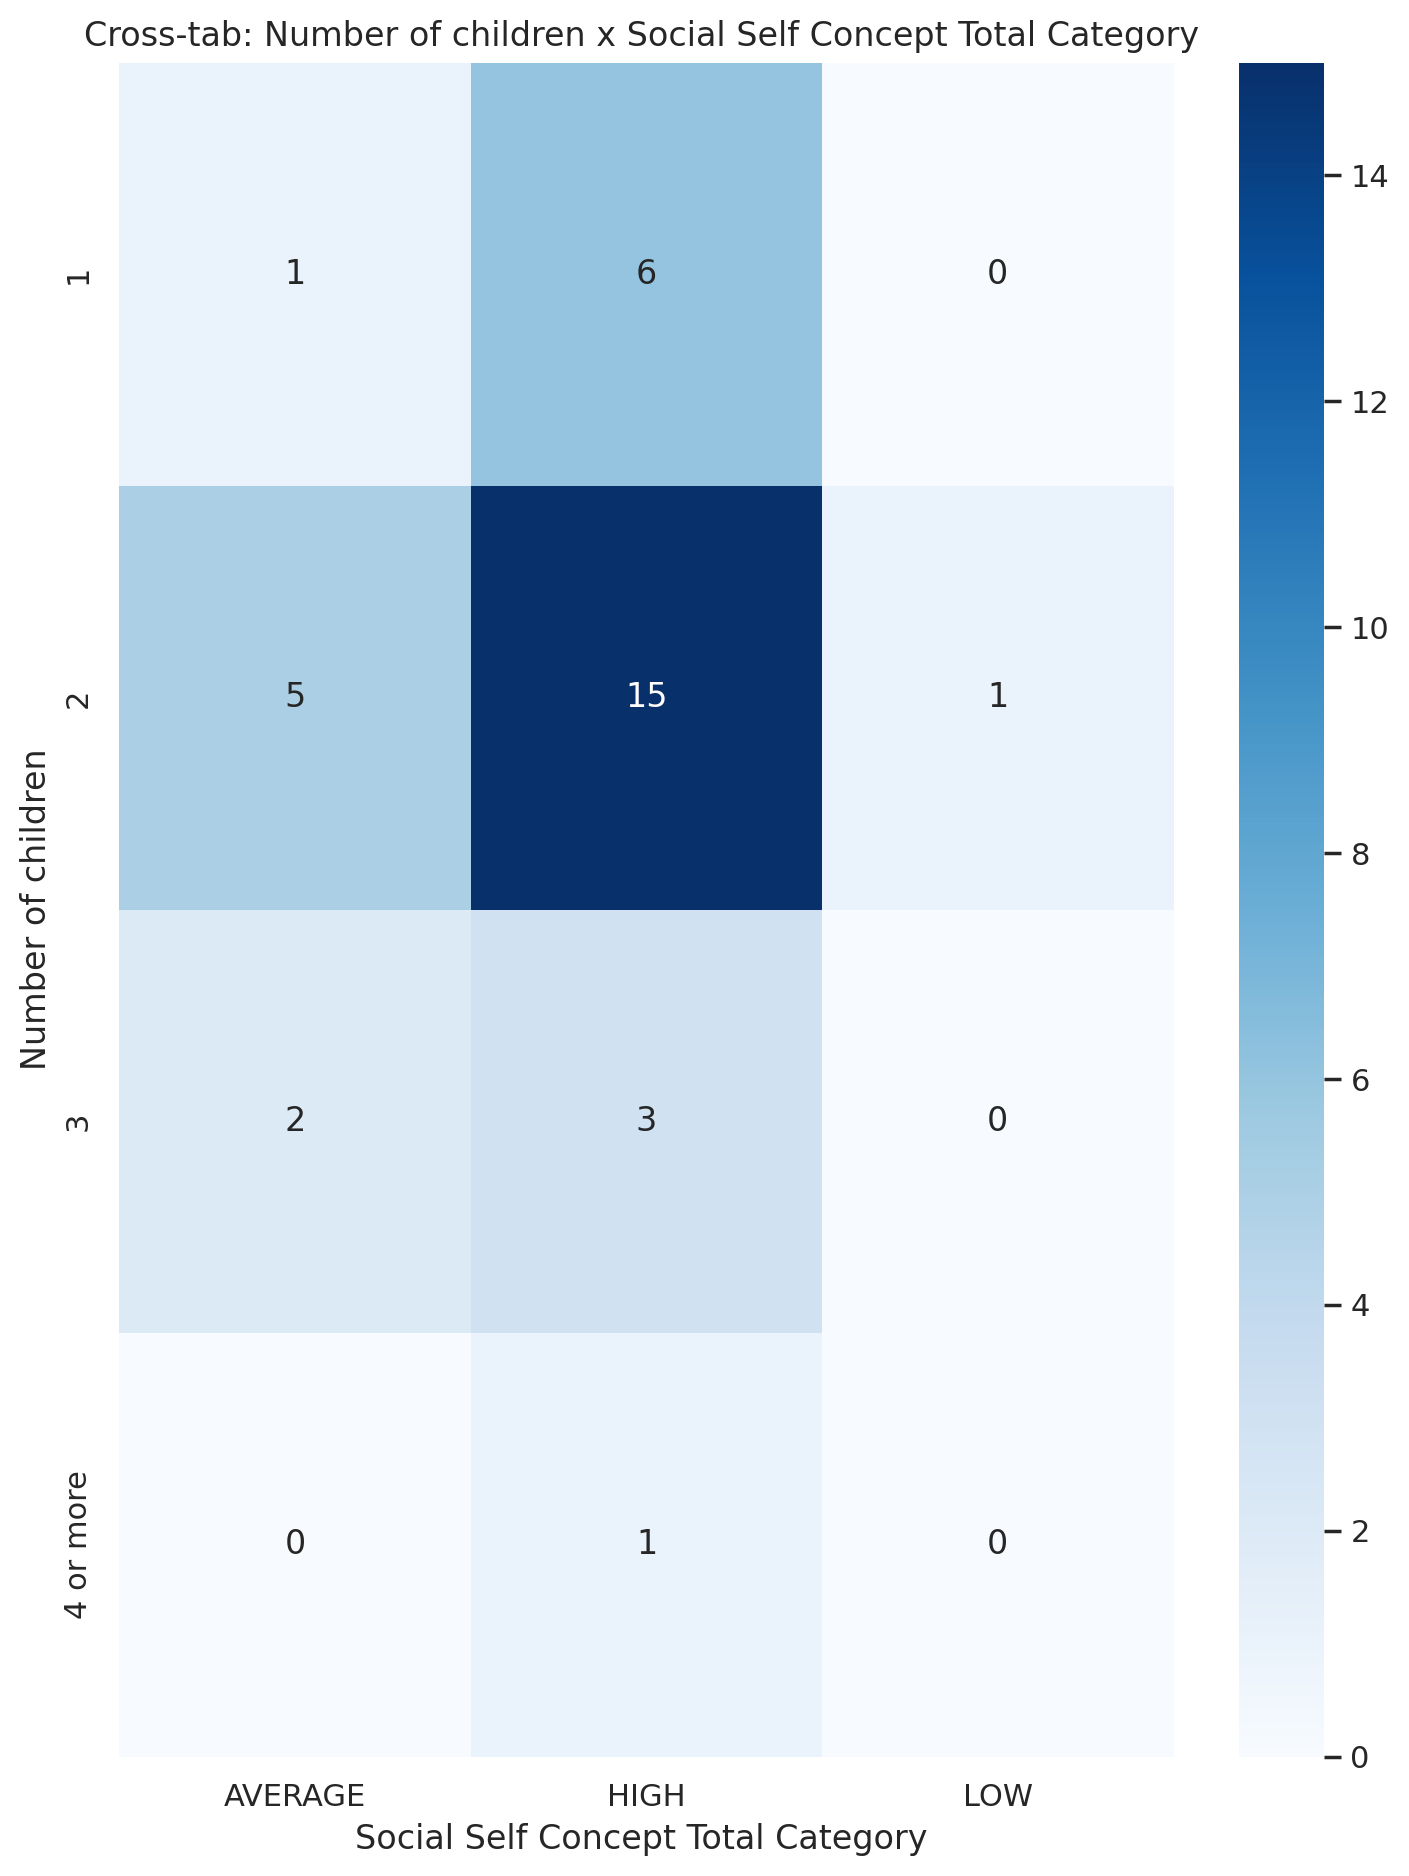 Cross-tab: Number of children x Social Self Concept Total Category
14
1
1 6 0
12
10
2
5 15 1
Number of children
8
6
3
2 3 0
4
4 or more
0 1 0
2
0
AVERAGE HIGH LOW
Social Self Concept Total Category